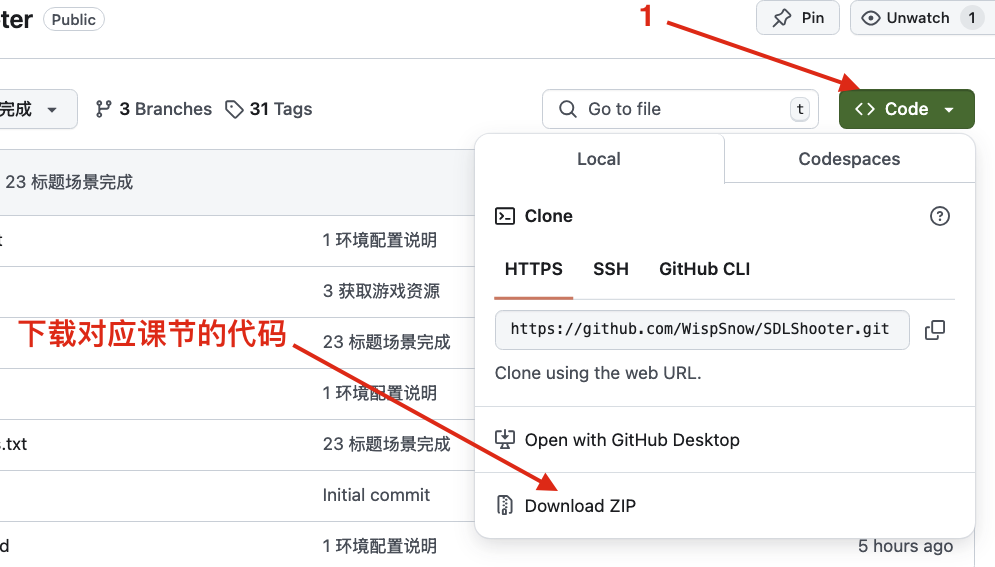 ter Public
1
Pin
Unwatch 1
完成
3 Branches
31 Tags
Go to file t
Code
Local
Codespaces
23 标题场景完成
Clone
1 环境配置说明
HTTPS
SSH
GitHub CLI
3 获取游戏资源
https://github.com/WispSnow/SDLShooter.git
下载对应课节的代码
23 标题场景完成
Clone using the web URL.
1 环境配置说明
.txt
23 标题场景完成
Open with GitHub Desktop
Initial commit
Download ZIP
d
1 环境配置说明
5 hours ago